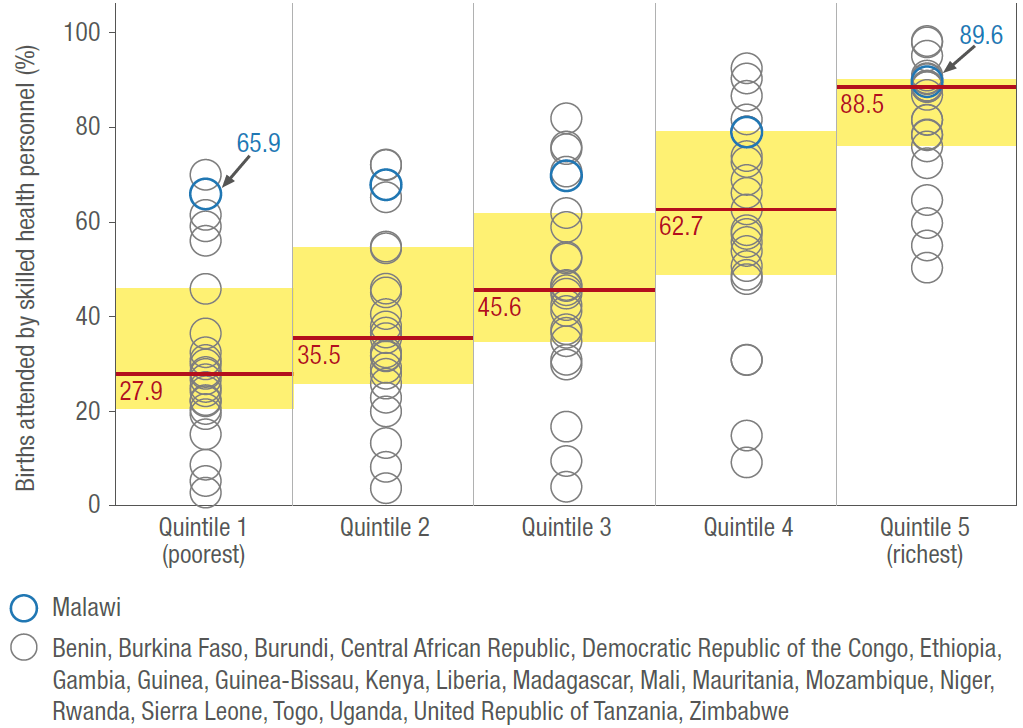 Births attended by skilled health personnel (%)
100
80
60
40
20
0
65.9
89.6
27.9
35.5
45.6
62.7
88.5
Quintile 1
(poorest)
Quintile 2
Quintile 3
Quintile 4
Quintile 5
(richest)
Malawi
Benin, Burkina Faso, Burundi, Central African Republic, Democratic Republic of the Congo, Ethiopia,
Gambia, Guinea, Guinea-Bissau, Kenya, Liberia, Madagascar, Mali, Mauritania, Mozambique, Niger,
Rwanda, Sierra Leone, Togo, Uganda, United Republic of Tanzania, Zimbabwe